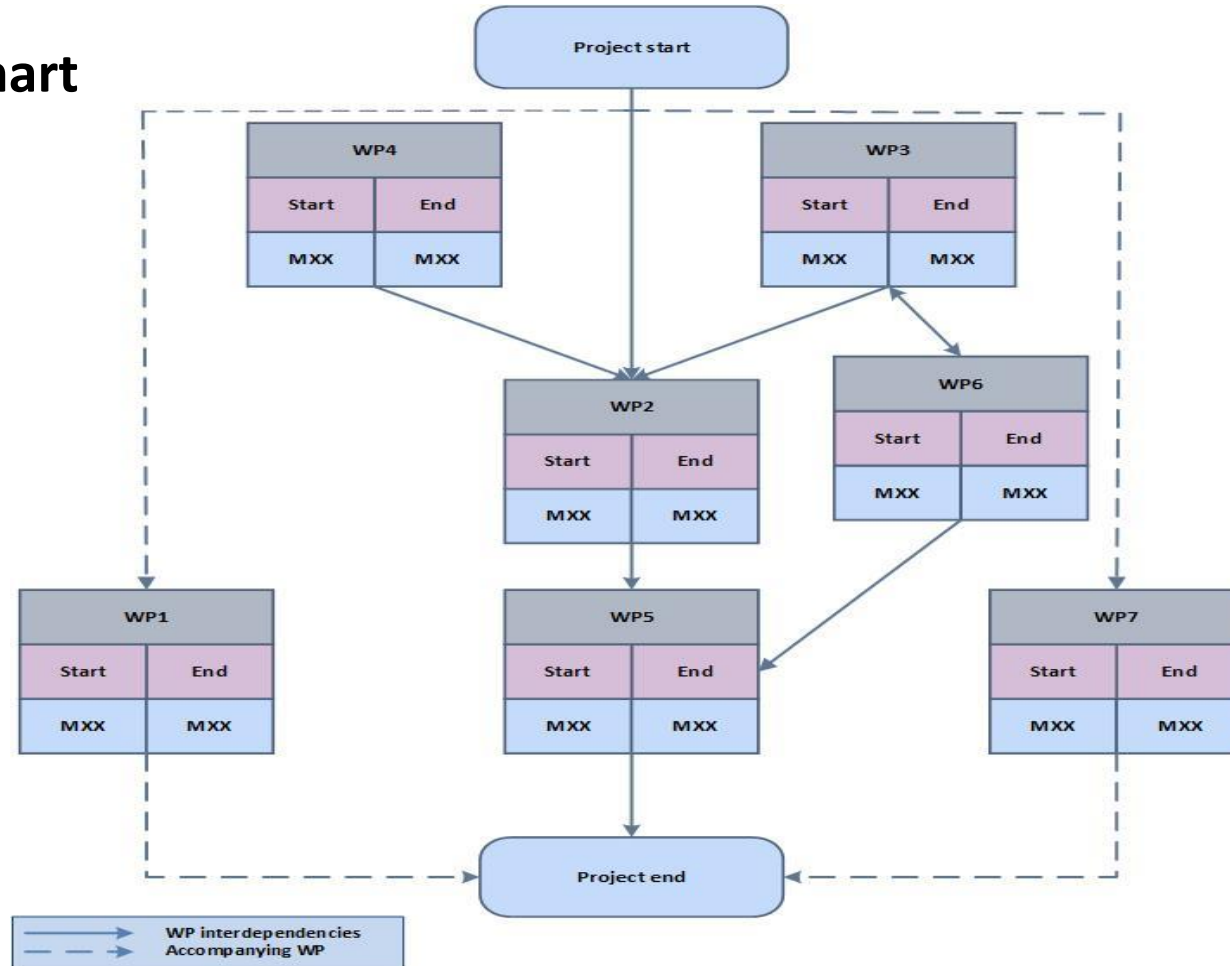 hart
Project start
WP4
Start End
MXX MXX
WP3
Start End
MXX MXX
WP2
Start End
MXX MXX
WP6
Start End
MXX MXX
WP1
Start End
MXX MXX
WP5
Start End
MXX MXX
WP7
Start End
MXX MXX
Project end
WP interdependencies
Accompanying WP